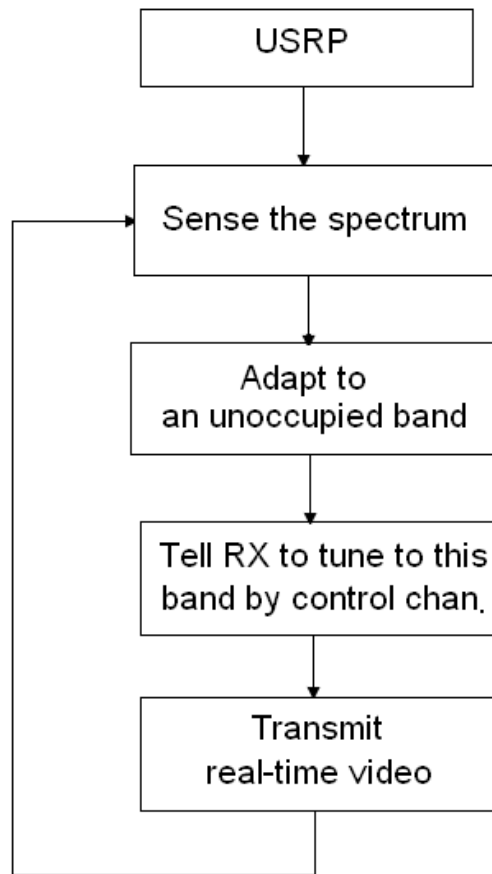 USRP
Sense the spectrum
Adapt to
an unoccupied band
Tell RX to tune to this
band by control chan.
Transmit
real-time video